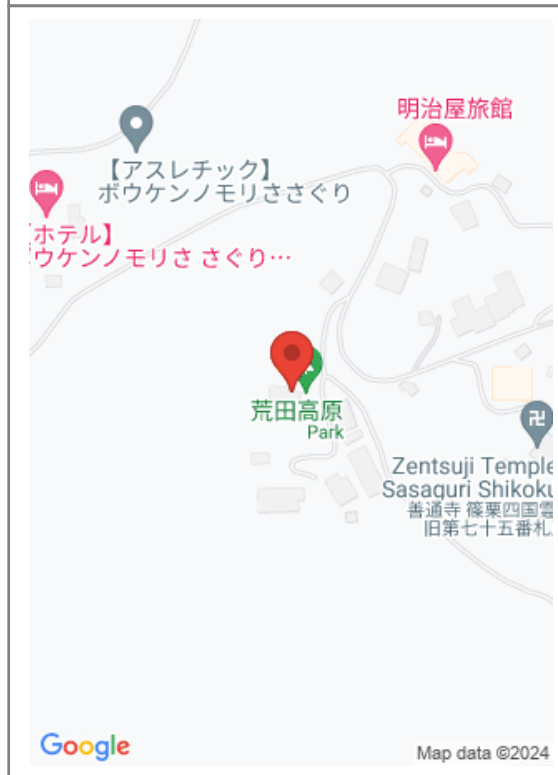 明治屋旅館
【アスレチック】
ボウケンノモリささぐり
ホテル】
ウケンノモリさ さぐり…
荒田高原
Park
Zentsuji Temple
Sasaguri Shikoku
善通寺 篠栗四国霊
旧第七十五番札
Google
Map data ©2024